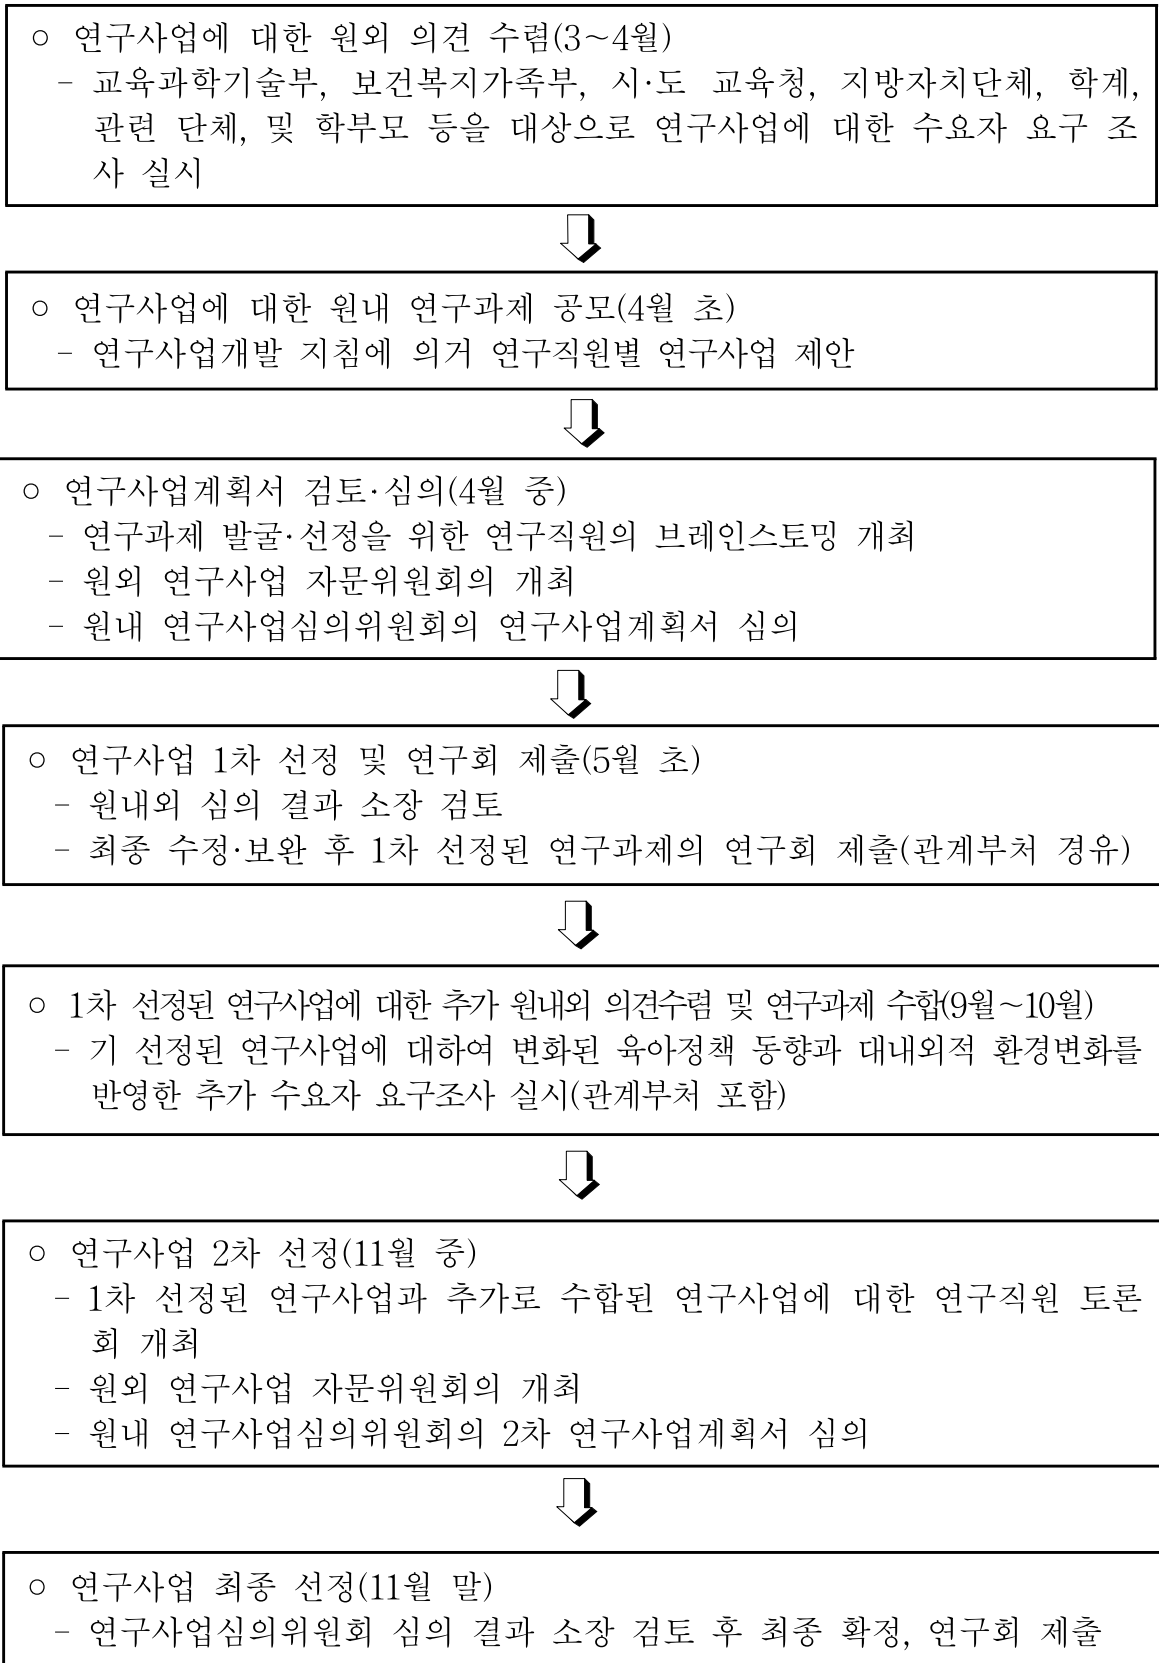 ○ 연구사업에 대한 원외 의견 수렴(3∼4월)
- 교육과학기술부, 보건복지가족부, 시·도 교육청, 지방자치단체, 학계,
관련 단체, 및 학부모 등을 대상으로 연구사업에 대한 수요자 요구 조
사 실시
○ 연구사업에 대한 원내 연구과제 공모(4월 초)
- 연구사업개발 지침에 의거 연구직원별 연구사업 제안
○ 연구사업계획서 검토·심의(4월 중)
- 연구과제 발굴·선정을 위한 연구직원의 브레인스토밍 개최
- 원외 연구사업 자문위원회의 개최
- 원내 연구사업심의위원회의 연구사업계획서 심의
○ 연구사업 1차 선정 및 연구회 제출(5월 초)
- 원내외 심의 결과 소장 검토
- 최종 수정·보완 후 1차 선정된 연구과제의 연구회 제출(관계부처 경유)
○ 1차 선정된 연구사업에 대한 추가 원내외 의견수렴 및 연구과제 수합(9월∼10월)
- 기 선정된 연구사업에 대하여 변화된 육아정책 동향과 대내외적 환경변화를
반영한 추가 수요자 요구조사 실시(관계부처 포함)
○ 연구사업 2차 선정(11월 중)
- 1차 선정된 연구사업과 추가로 수합된 연구사업에 대한 연구직원 토론
회 개최
- 원외 연구사업 자문위원회의 개최
- 원내 연구사업심의위원회의 2차 연구사업계획서 심의
○ 연구사업 최종 선정(11월 말)
- 연구사업심의위원회 심의 결과 소장 검토 후 최종 확정, 연구회 제출